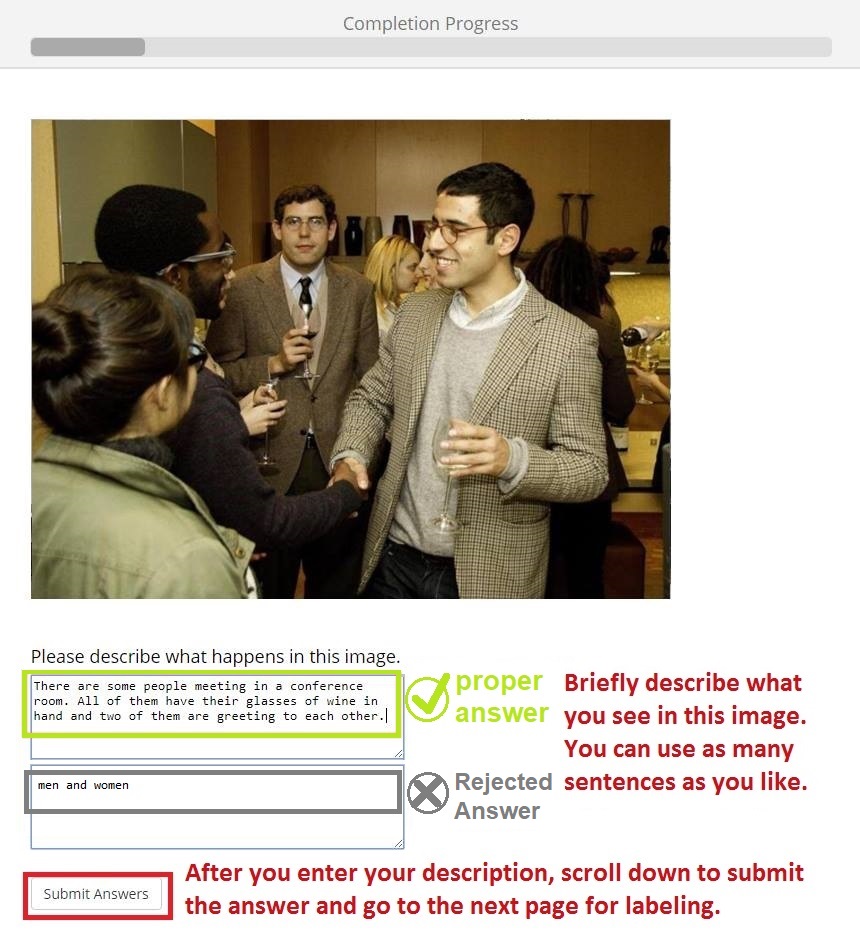 Completion Progress
Please describe what happens in this image.
There are some people meeting in a conference
room. All of them have their glasses of wine in
hand and two of them are greeting to each other.
proper
answer
Briefly describe what
you see in this image.
You can use as many
sentences as you like.
men and women
Rejected
Answer
Submit Answers
After you enter your description, scroll down to submit
the answer and go to the next page for labeling.